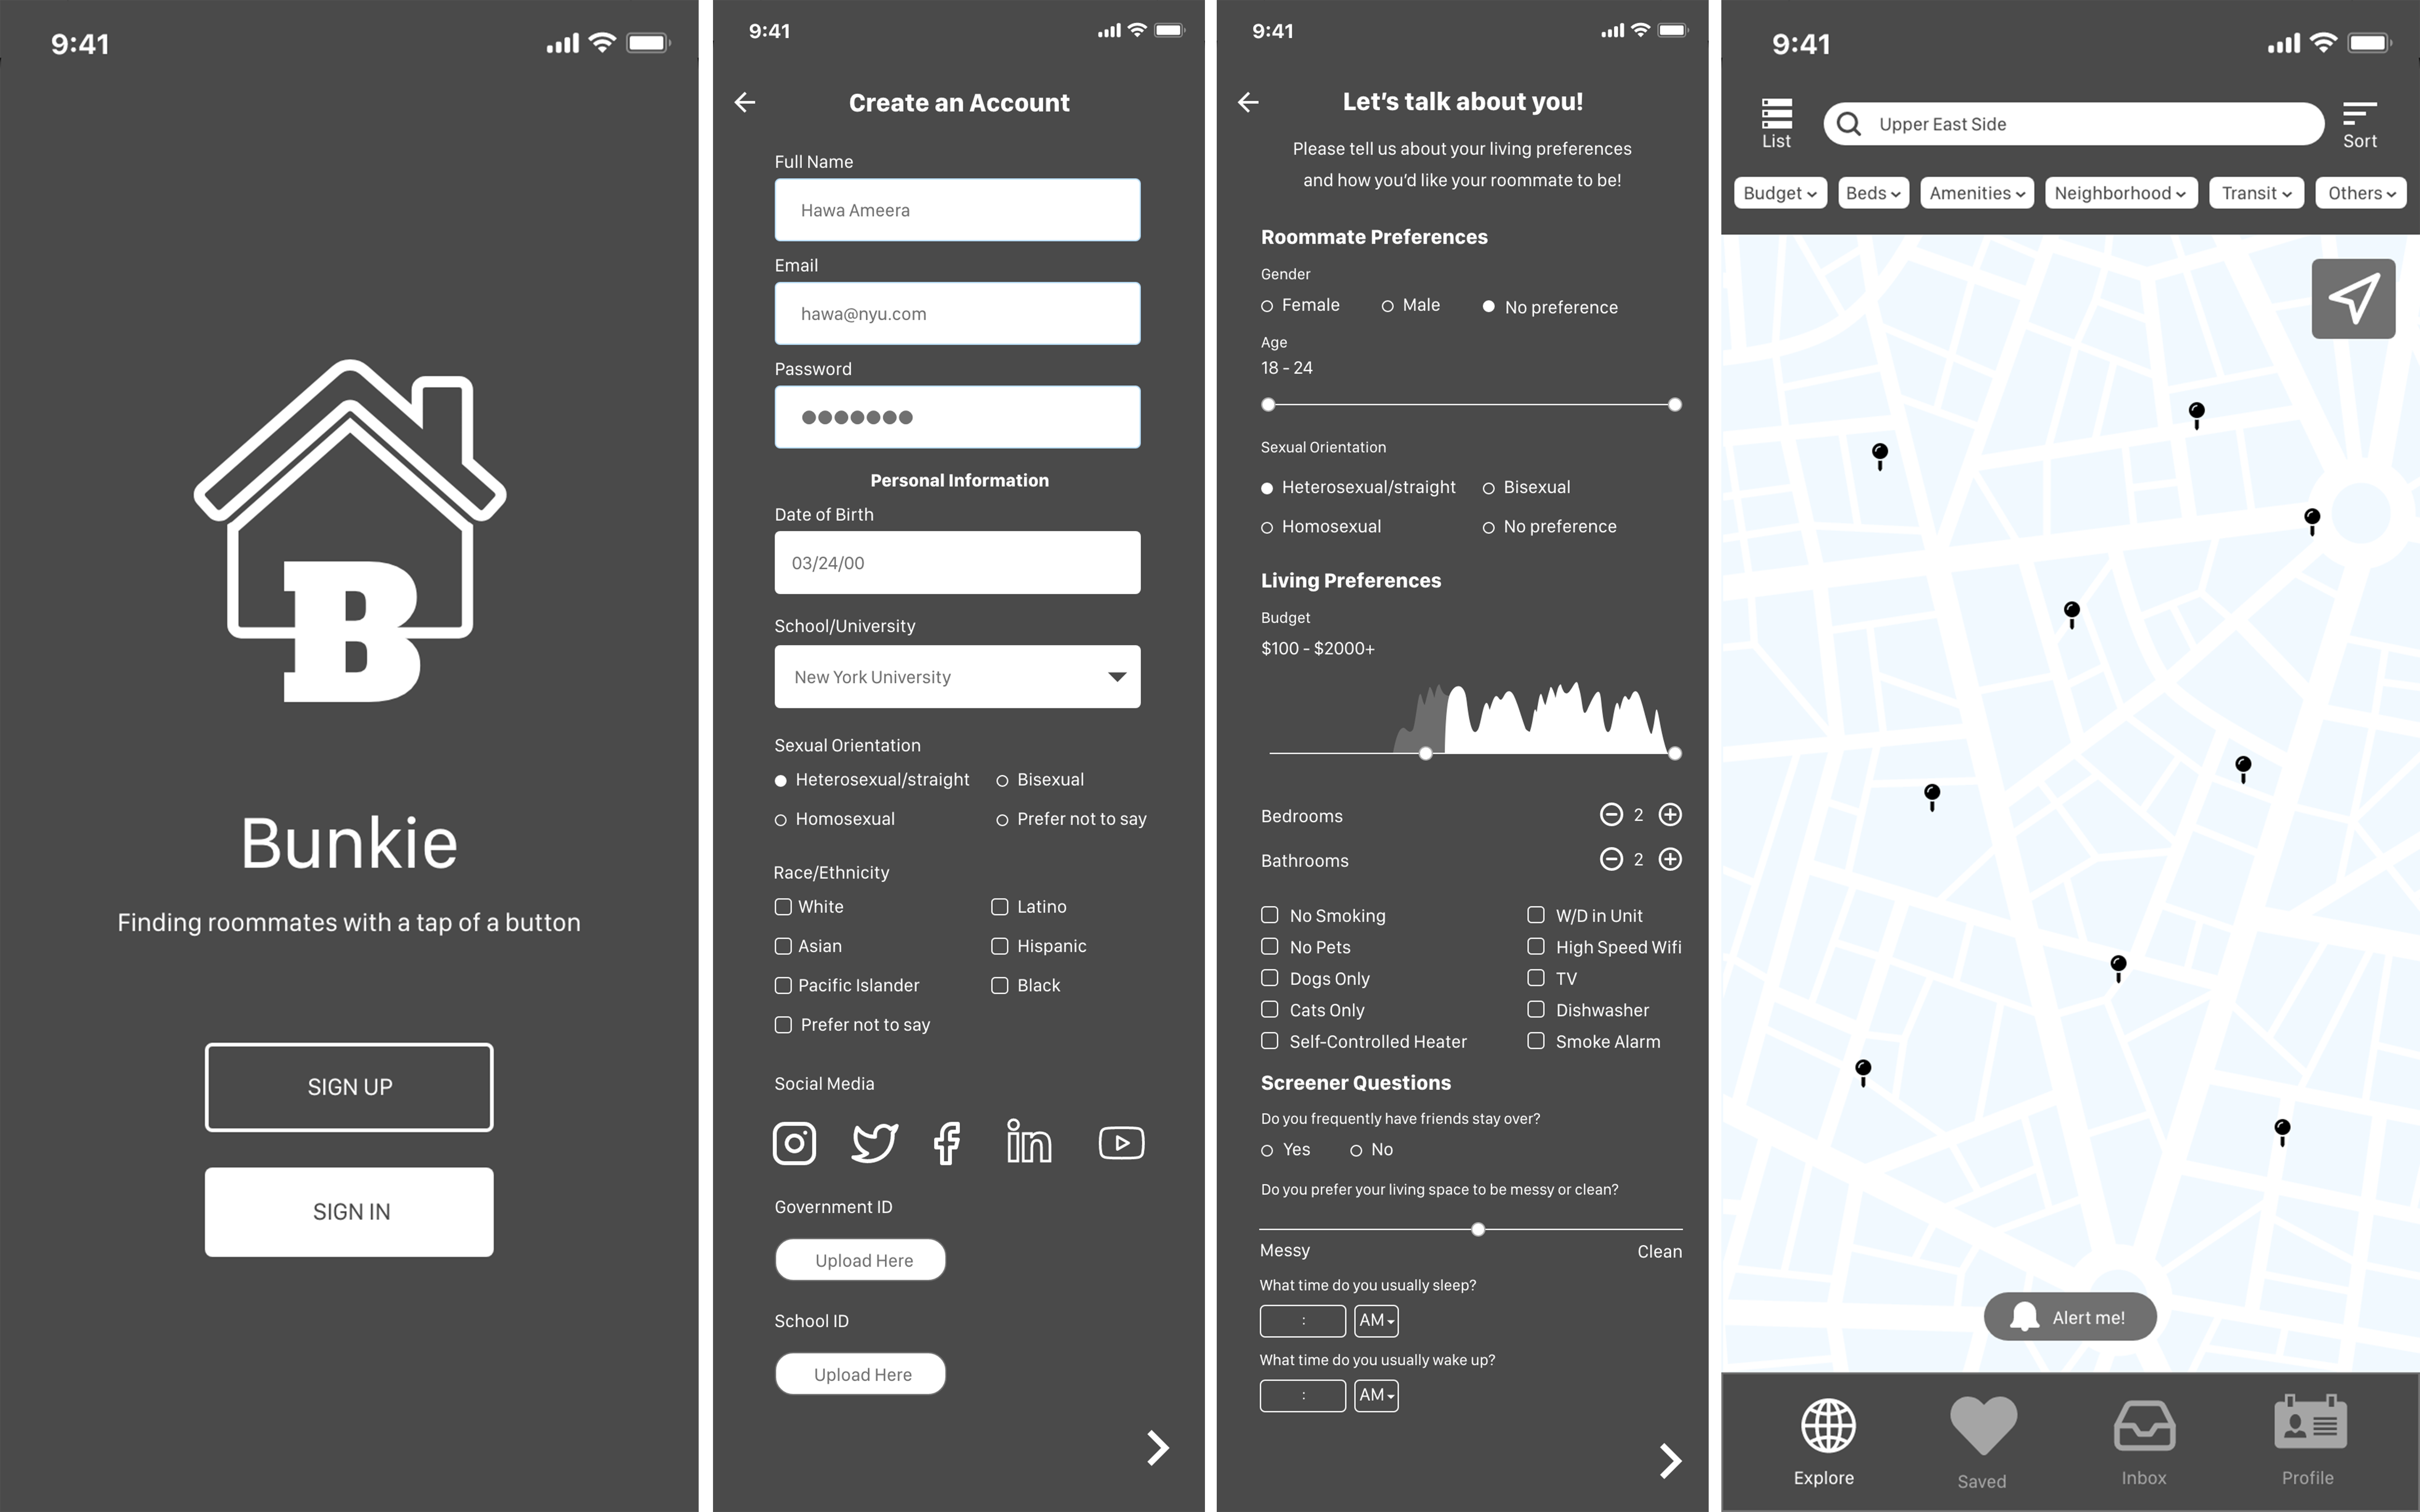 9:41
B
Bunkie
Finding roommates with a tap of a button
SIGN UP
SIGN IN
9:41
Create an Account
Full Name
Hawa Ameera
Email
hawa@nyu.com
Password
Personal Information
Date of Birth
03/24/00
School/University
New York University
Sexual Orientation
Heterosexual/straight Bisexual
Homosexual Prefer not to say
Race/Ethnicity
White Latino
Asian Hispanic
Pacific Islander Black
Prefer not to say
Social Media
in
Government ID
Upload Here
School ID
Upload Here
9:41
Let's talk about you!
Please tell us about your living preferences
and how you'd like your roommate to be!
Roommate Preferences
Gender
Female Male No preference
Age
18 - 24
Sexual Orientation
Heterosexual/straight Bisexual
Homosexual No preference
Living Preferences
Budget
$100 - $2000+
Bedrooms 2
Bathrooms 2
No Smoking W/D in Unit
No Pets High Speed Wifi
Dogs Only TV
Cats Only Dishwasher
Self-Controlled Heater Smoke Alarm
Screener Questions
Do you frequently have friends stay over?
Yes No
Do you prefer your living space to be messy or clean?
Messy Clean
What time do you usually sleep?
: AM
What time do you usually wake up?
: AM
9:41
List Upper East Side Sort
Budget Beds Amenities Neighborhood Transit Others
Alert me!
Explore Saved Inbox Profile